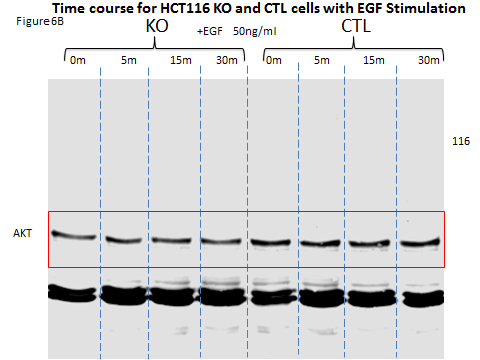 Time course for HCT116 KO and CTL cells with EGF Stimulation
Figure6B
KO +EGF 50ng/ml CTL
0m 5m 15m 30m 0m 5m 15m 30m
116
AKT